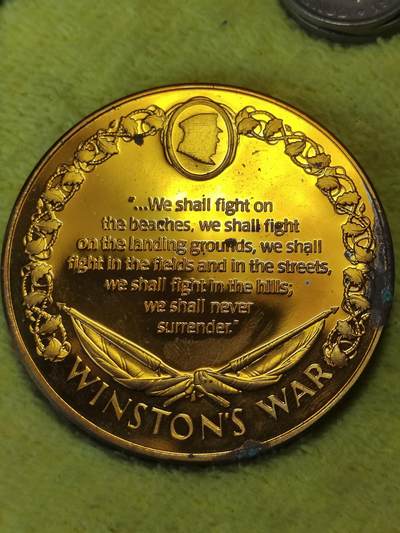 "...We shall fight on
the beaches, we shall fight
on the landing grounds, we shall
fight in the fields and in the streets,
we shall fight in the hills;
we shall never
surrender."
WINSTON'S WAR